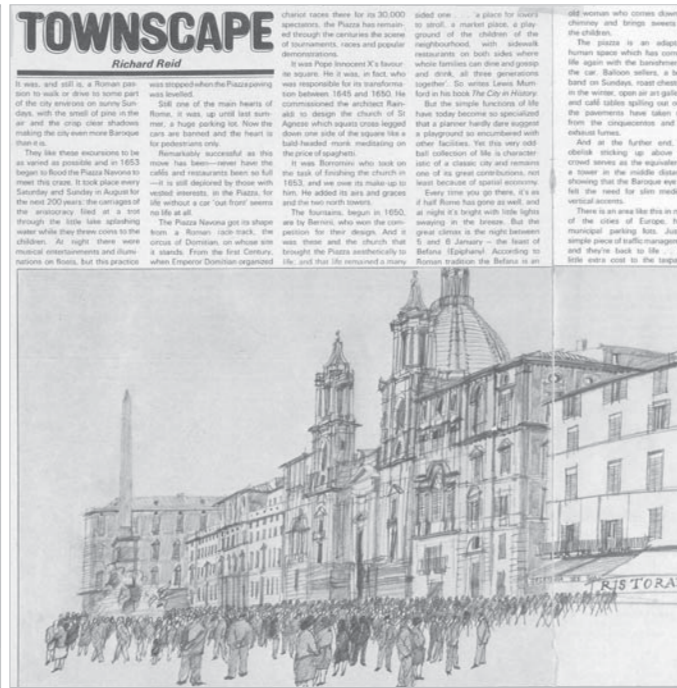 TOWNSCAPE
Richard Reid
It was, and still is, a Roman pas-
sion to walk or drive to some part
of the city environs on sunny Sun-
days, with the smell of pine in the
air and the crisp clear shadows
making the city even more Baroque
than it is.
They like these excursions to be
as varied as possible and in 1653
began to flood the Piazza Navona to
meet this craze. It took place every
Saturday and Sunday in August for
the next 200 years: the carriages of
the aristocracy filed at a trot
through the little lake splashing
water while they threw coins to the
children. At night there were
musical entertainments and illumi-
nations on floats, but this practice
was stopped when the Piazza paving
was levelled.
Still one of the main hearts of
Rome, it was, up until last sum-
mer, a huge parking lot. Now the
cars are banned and the heart is
for pedestrians only.
Remarkably successful as this
move has been—never have the
cafés and restaurants been so full
—it is still deplored by those with
vested interests, in the Piazza, for
life without a car 'out front' seems
no life at all.
The Piazza Navona got its shape
from a Roman race-track, the
circus of Domitian, on whose site
it stands. From the first Century,
when Emperor Domitian organized
chariot races there for its 30,000
spectators, the Piazza has remain-
ed through the centuries the scene
of tournaments, races and popular
demonstrations.
It was Pope Innocent X's favour-
ite square. He it was, in fact, who
was responsible for its transforma-
tion between 1645 and 1650. He
commissioned the architect Rain-
aldi to design the church of St
Agnese which squats cross-legged
down one side of the square like a
bald-headed monk meditating on
the price of spaghetti.
It was Borromini who took on
the task of finishing the church in
1653, and we owe its make up to
him. He added its airs and graces
and the two north towers.
The fountains, begun in 1650,
are by Bernini, who won the com-
petition for their design. And it
was these and the church that
brought the Piazza aesthetically to
life; and that life remained a many
sided one . . . 'a place for lovers
to stroll, a market place, a play-
ground of the children of the
neighbourhood, with sidewalk
restaurants on both sides where
whole families can dine and gossip
and drink, all three generations
together'. So writes Lewis Mum-
ford in his book The City in History.
But the simple functions of life
have today become so specialized
that a planner hardly dare suggest
a playground so encumbered with
other facilities. Yet this very odd-
ball collection of life is character-
istic of a classic city and remains
one of its great contributions, not
least because of spatial economy.
Every time you go there, it's as
if half Rome has gone as well, and
at night it's bright with little lights
swaying in the breeze. But the
great climax is the night between
5 and 6 January — the feast of
Befana (Epiphany). According to
Roman tradition the Befana is an
old woman who comes down
chimney and brings sweets
the children.
The piazza is an
human space which has
life again with the
the car. Balloon sellers, a
band on Sundays, roast
in the winter, open air art
and café tables spilling out
the pavements have taken
from the cinquecentos and
exhaust fumes.
And at the further end,
obelisk sticking up above
crowd serves as the
a tower in the middle
showing that the Baroque eye
felt the need for slim
vertical accents.
There is an area like this in
of the cities of Europe,
municipal parking lots.
simple piece of traffic
and they're back to life . .
little extra cost to the
RISTORA